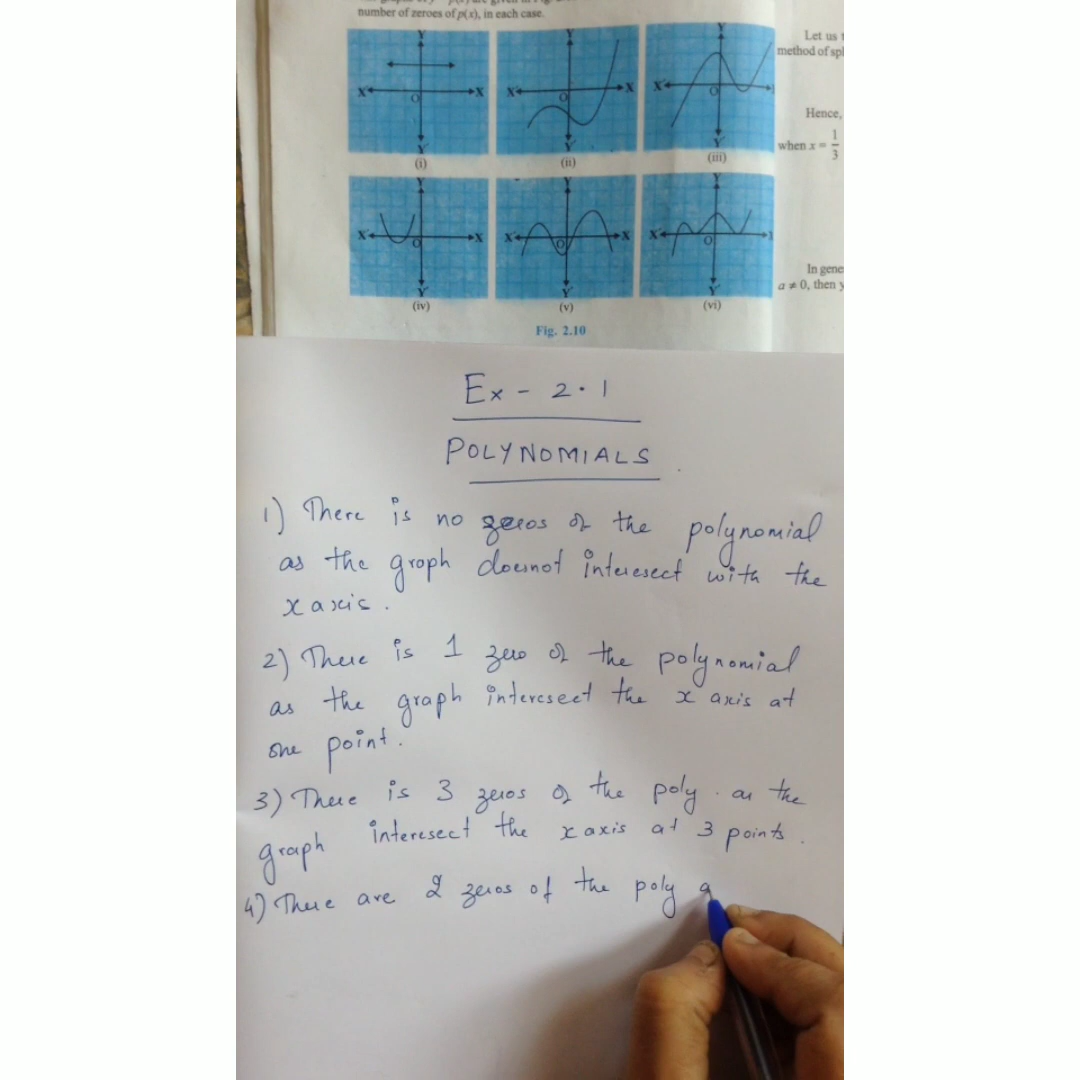 number of zeroes of p(x), in each case.
Let us
method of spl
Y
X' O X
Y'
(i)
Y
X' O X
Y'
(ii)
Y
X' O
Y'
(iii)
Hence,
when x = 1/3
Y
X' O X
Y'
(iv)
Y
X' O X
Y'
(v)
Y
X' O
Y'
(vi)
In gene
a ≠ 0, then y
Fig. 2.10
Ex - 2.1
POLYNOMIALS
1) There is no zeros of the polynomial
as the graph doesnot interesect with the
x axis.
2) There is 1 zero of the polynomial
as the graph interesect the x axis at
one point.
3) There is 3 zeros of the poly. as the
graph interesect the x axis at 3 points.
4) There are 2 zeros of the poly a